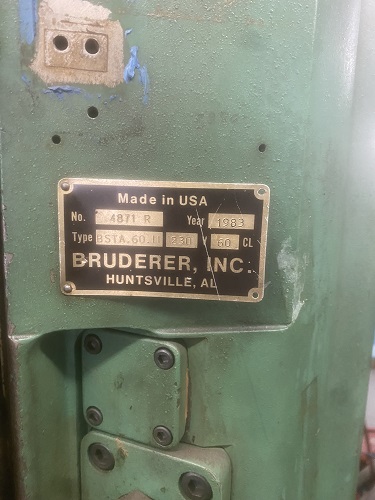 Made in USA
No. 4871 R Year 1983
Type BSTA.60 230 V 60 CL
BRUDERER, INC.
HUNTSVILLE, AL